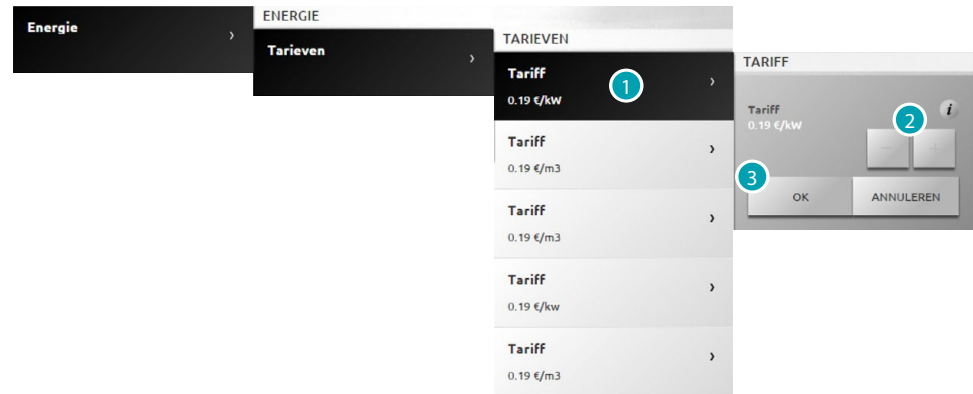 Energie
ENERGIE
Tarieven
TARIEVEN
Tariff
0.19 €/kW
1
Tariff
0.19 €/m3
Tariff
0.19 €/m3
Tariff
0.19 €/kw
Tariff
0.19 €/m3
TARIFF
Tariff
0.19 €/kW
2
i
- +
3
OK ANNULEREN